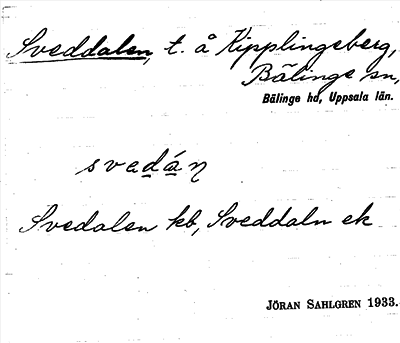 Sveddalen, t. å Kipplingeberg,
Bälinge sn,
Bälinge hd, Uppsala län.
svedán
Svedalen kb, Sveddaln ek
JÖRAN SAHLGREN 1933.